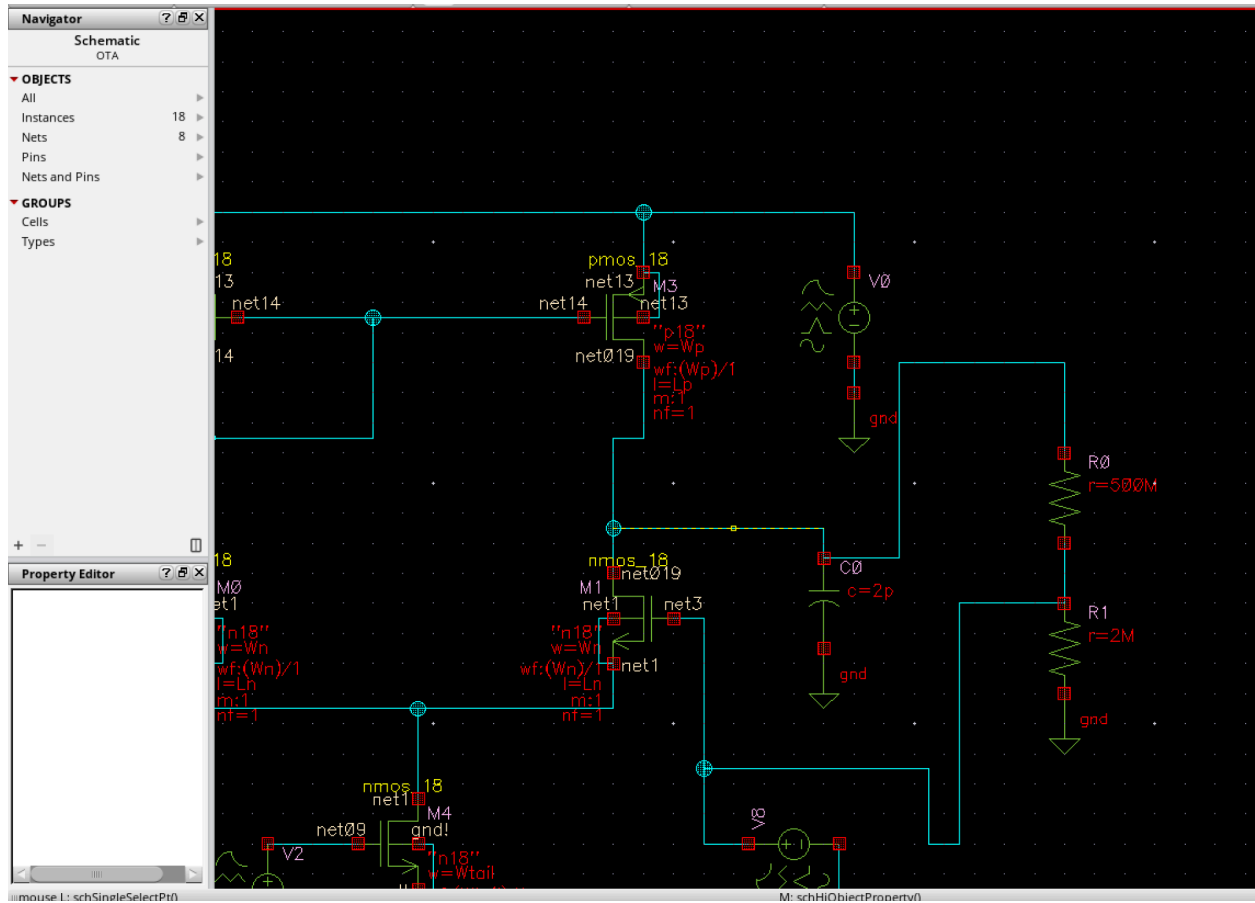 Navigator
Schematic
OTA
OBJECTS
All
Instances 18
Nets 8
Pins
Nets and Pins
GROUPS
Cells
Types
Property Editor
18
13
net14
14
pmos_18
net13
M3
net14
net13
"p18"
w=Wp
net019
wf:(Wp)/1
l=Lp
m:1
nf=1
V0
gnd
R0
r=500M
18
M0
et1
"n18"
w=Wn
wf:(Wn)/1
l=Ln
m:1
nf=1
nmos_18
net019
M1
net1
net3
"n18"
w=Wn
net1
wf:(Wn)/1
l=Ln
m:1
nf=1
C0
c=2p
gnd
R1
r=2M
gnd
nmos_18
net1
M4
net09
gnd!
V2
"n18"
w=Wtail
V8
mouse L: schSingleSelectPt()
M: schHiObjectProperty()